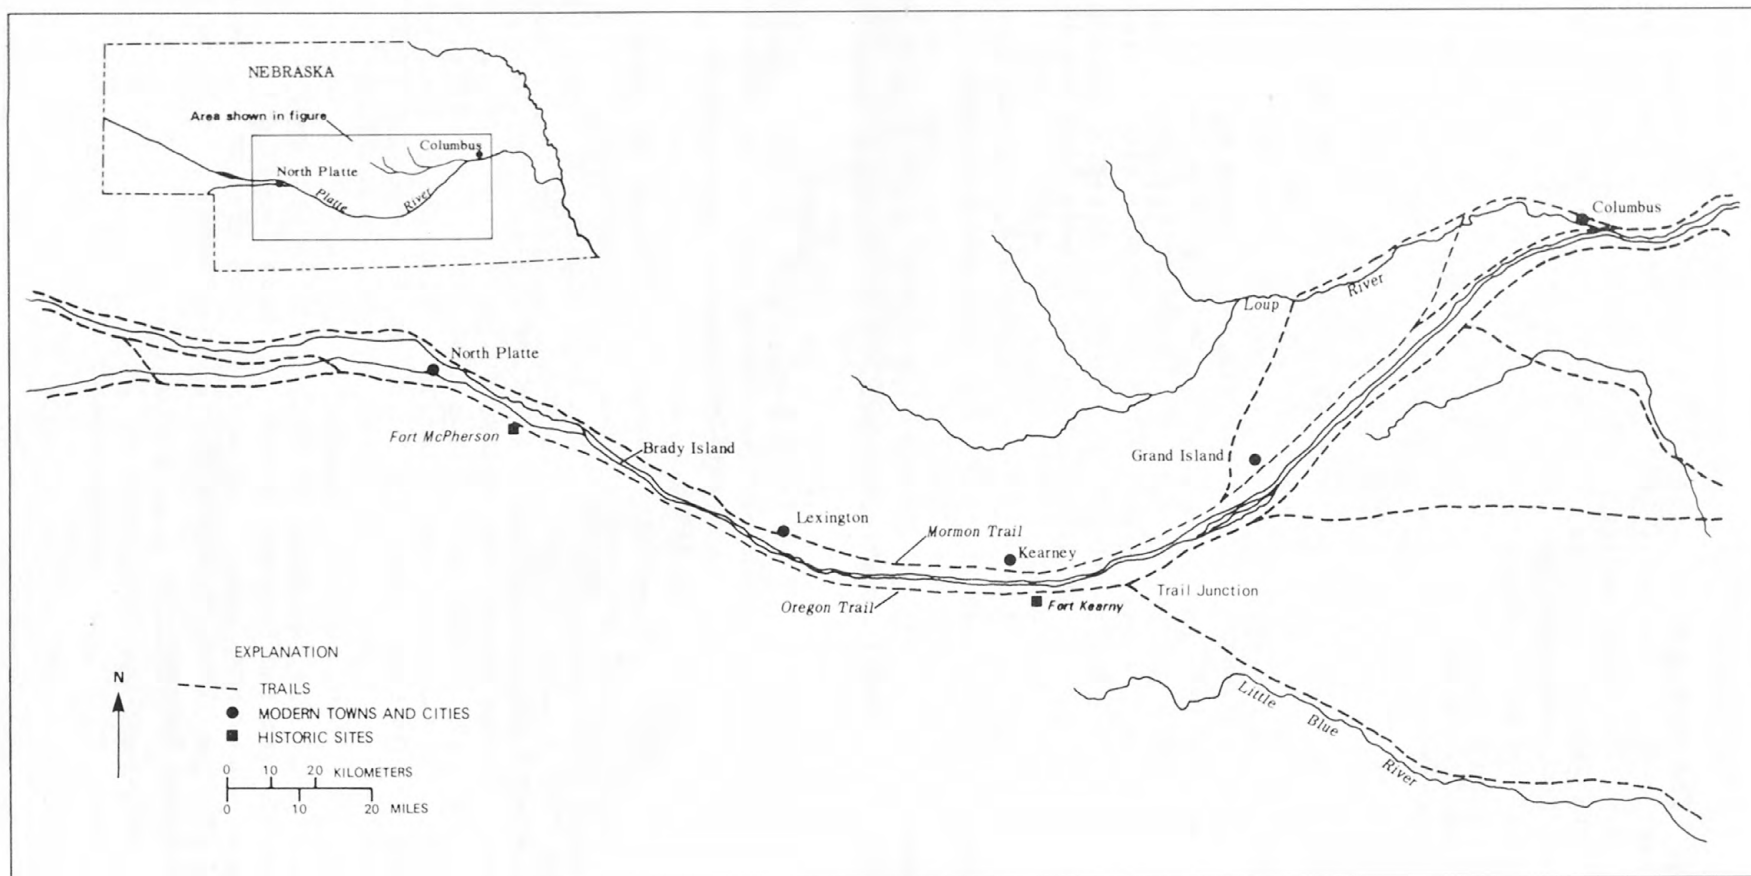 NEBRASKA
Area shown in figure
Columbus
North Platte
Platte
River
Columbus
Loup
River
North Platte
Fort McPherson
Brady Island
Grand Island
Lexington
Mormon Trail
Kearney
Oregon Trail
Fort Kearny
Trail Junction
Little
Blue
River
EXPLANATION
N
TRAILS
MODERN TOWNS AND CITIES
HISTORIC SITES
0 10 20 KILOMETERS
0 10 20 MILES